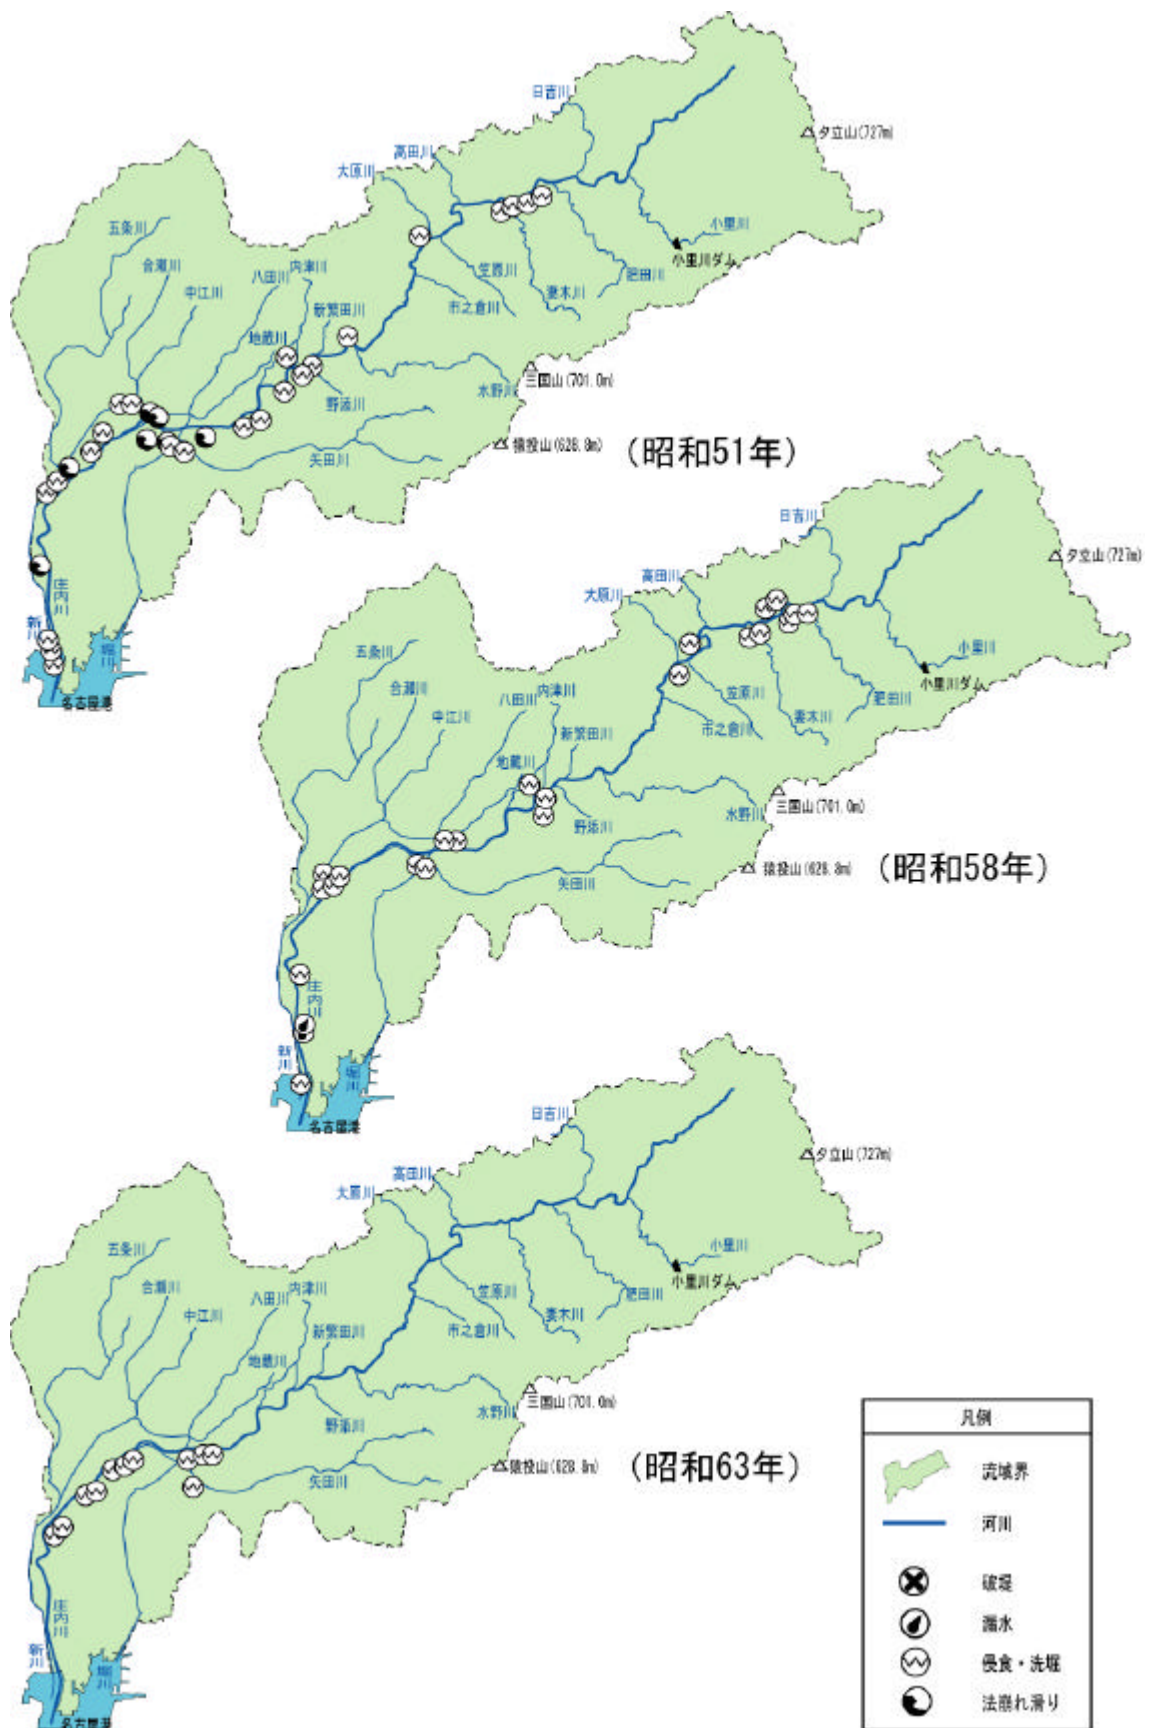 日吉川
夕立山(727m)
高田川
大原川
五条川
小里川
合瀬川
内津川
小里川ダム
八田川
笠原川
肥田川
中江川
妻木川
新繁田川
市之倉川
地蔵川
三国山(701.0m)
水野川
野添川
猿投山(628.8m)
(昭和51年)
矢田川
庄内川
新川
堀川
名古屋港
日吉川
夕立山(727m)
高田川
大原川
五条川
小里川
合瀬川
内津川
小里川ダム
八田川
笠原川
肥田川
中江川
妻木川
新繁田川
市之倉川
地蔵川
三国山(701.0m)
水野川
野添川
猿投山(628.8m)
(昭和58年)
矢田川
庄内川
新川
堀川
名古屋港
日吉川
夕立山(727m)
高田川
大原川
五条川
小里川
合瀬川
内津川
小里川ダム
八田川
笠原川
肥田川
中江川
妻木川
新繁田川
市之倉川
地蔵川
三国山(701.0m)
水野川
野添川
猿投山(628.8m)
(昭和63年)
矢田川
庄内川
新川
堀川
名古屋港
凡例
流域界
河川
破堤
漏水
侵食・洗堀
法崩れ滑り